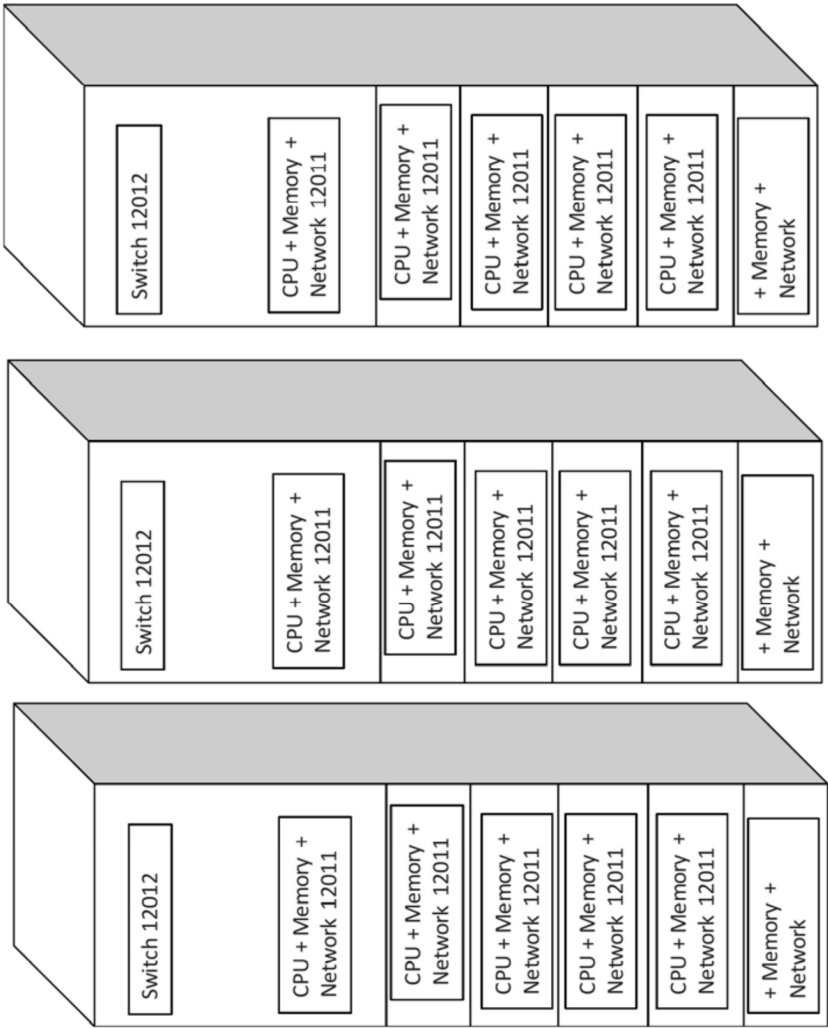 Switch 12012
CPU + Memory +
Network 12011
CPU + Memory +
Network 12011
CPU + Memory +
Network 12011
CPU + Memory +
Network 12011
CPU + Memory +
Network 12011
+ Memory +
Network
Switch 12012
CPU + Memory +
Network 12011
CPU + Memory +
Network 12011
CPU + Memory +
Network 12011
CPU + Memory +
Network 12011
CPU + Memory +
Network 12011
+ Memory +
Network
Switch 12012
CPU + Memory +
Network 12011
CPU + Memory +
Network 12011
CPU + Memory +
Network 12011
CPU + Memory +
Network 12011
CPU + Memory +
Network 12011
+ Memory +
Network